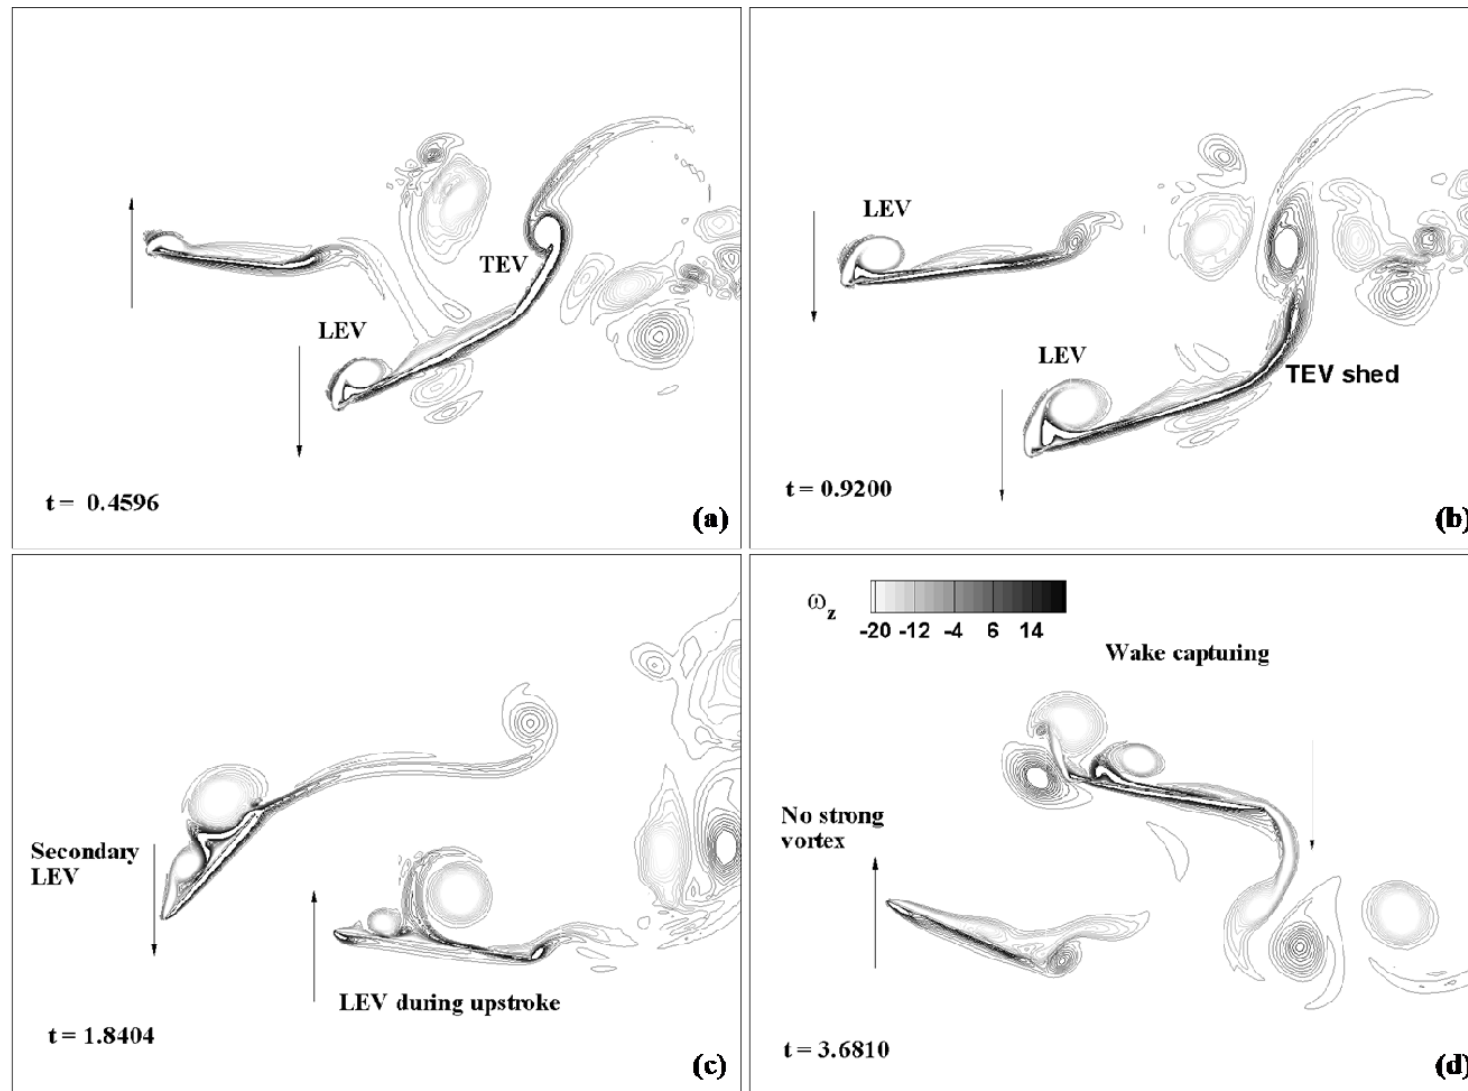 TEV
LEV
t = 0.4596
(a)
LEV
LEV
TEV shed
t = 0.9200
(b)
Secondary
LEV
LEV during upstroke
t = 1.8404
(c)
ωz
-20 -12 -4 6 14
Wake capturing
No strong
vortex
t = 3.6810
(d)